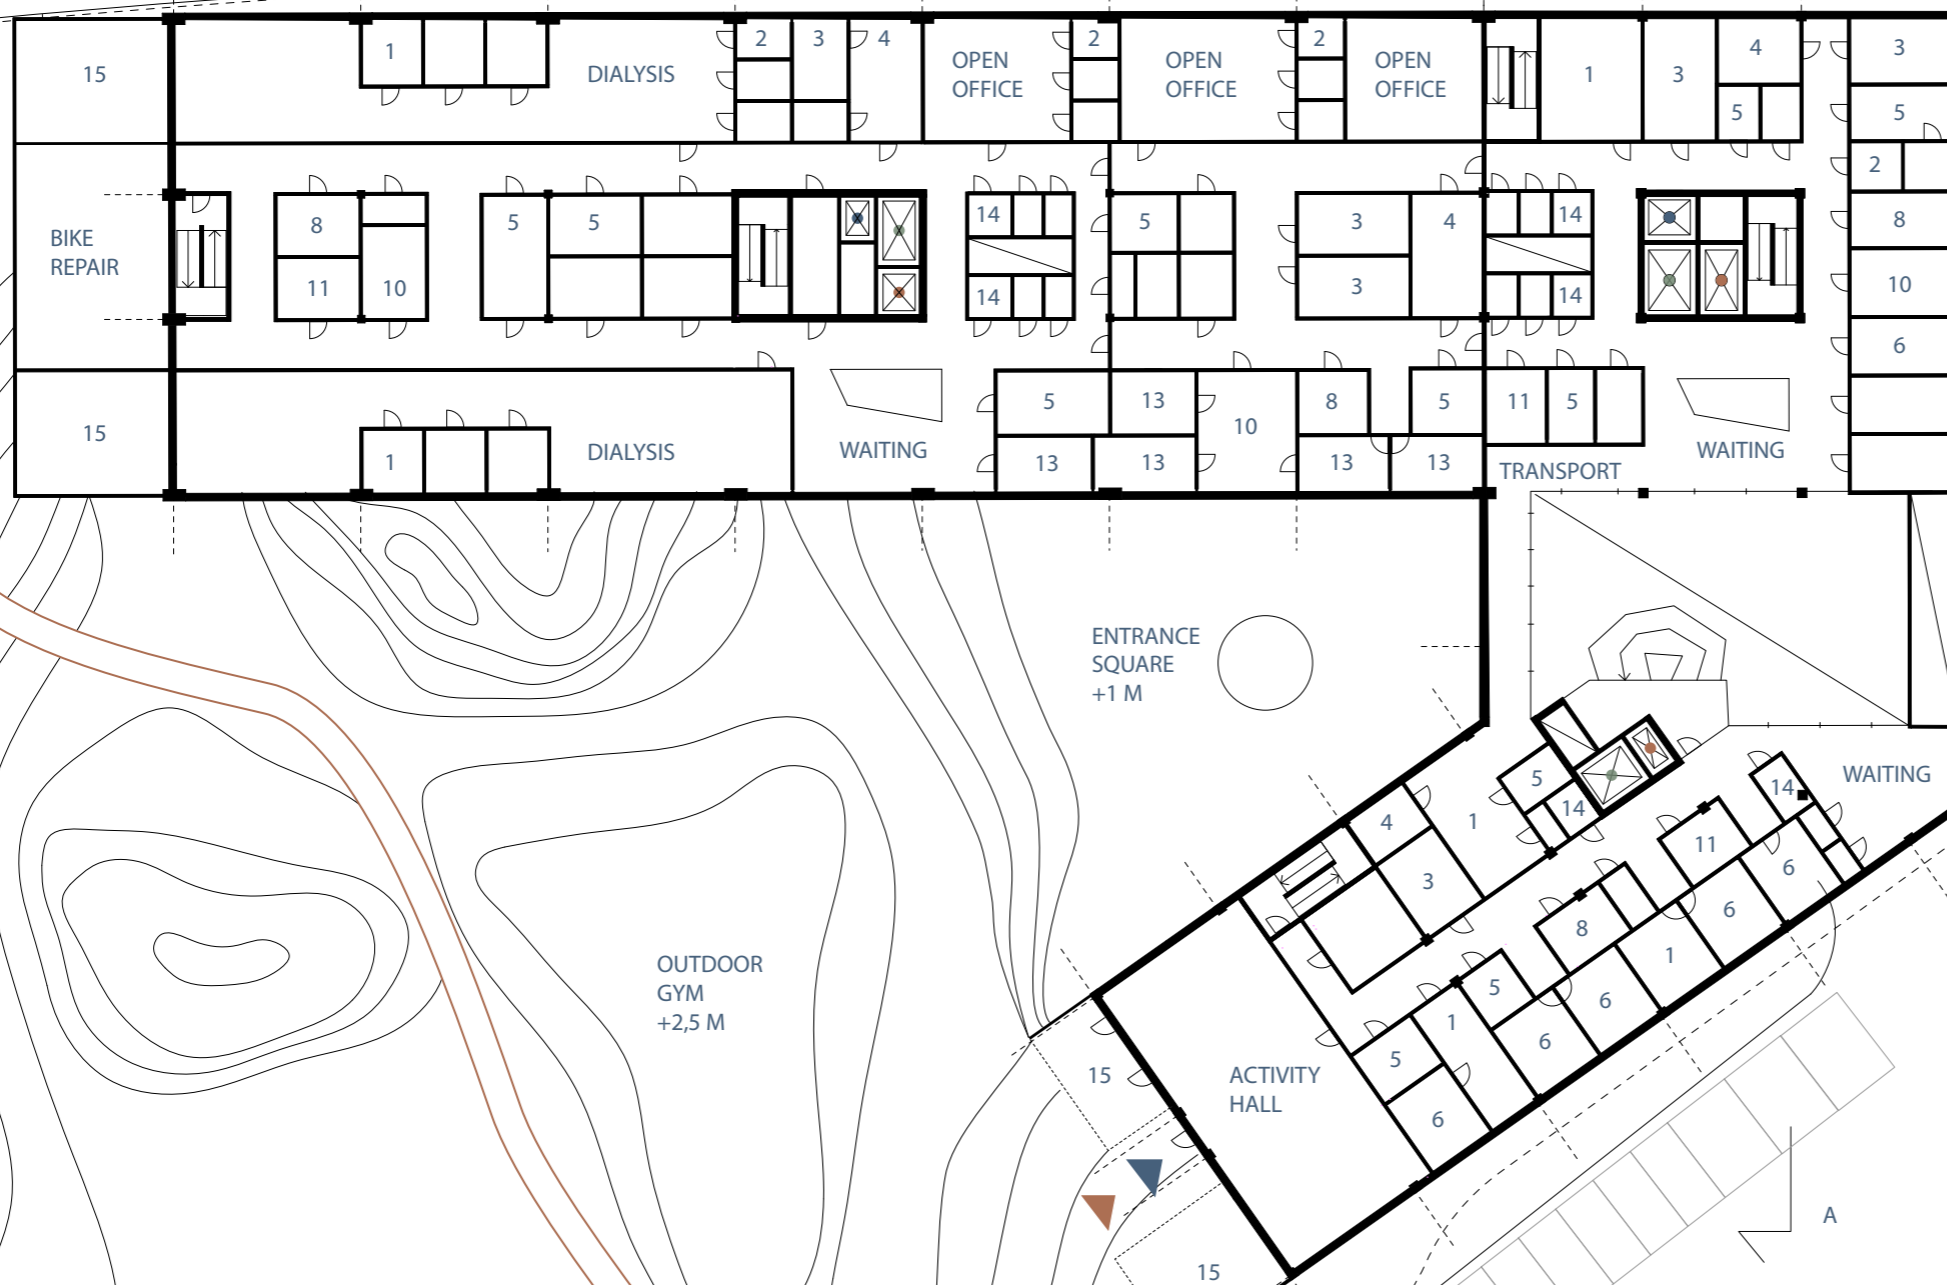 15
1
DIALYSIS
2
3
4
OPEN
OFFICE
2
OPEN
OFFICE
2
OPEN
OFFICE
1
3
4
5
3
5
2
BIKE
REPAIR
8
11
10
5
5
14
14
5
3
3
4
14
14
8
10
6
15
1
DIALYSIS
WAITING
5
13
13
13
10
8
5
13
13
11
5
TRANSPORT
WAITING
ENTRANCE
SQUARE
+1 M
5
14
4
1
3
14
WAITING
11
6
8
6
1
5
6
1
6
5
6
OUTDOOR
GYM
+2,5 M
15
ACTIVITY
HALL
15
A